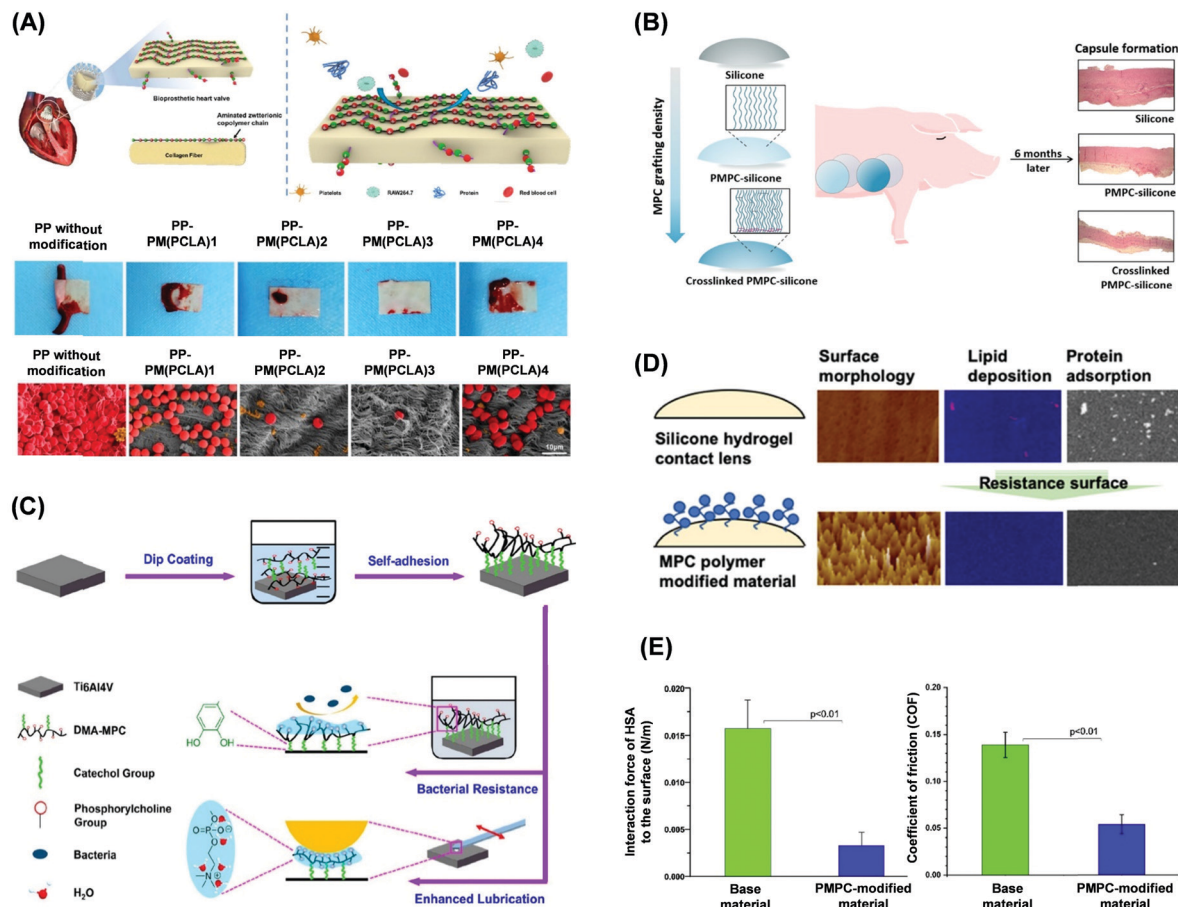 (A)
Bioprosthetic heart valve
Aminated zwitterionic
copolymer chain
Collagen Fiber
Platelets
RAW264.7
Protein
Red blood cell
PP without
modification
PP-
PM(PCLA)1
PP-
PM(PCLA)2
PP-
PM(PCLA)3
PP-
PM(PCLA)4
PP without
modification
PP-
PM(PCLA)1
PP-
PM(PCLA)2
PP-
PM(PCLA)3
PP-
PM(PCLA)4
10μm
(B)
MPC grafting density
Silicone
PMPC-silicone
Crosslinked PMPC-silicone
6 months
later
Capsule formation
Silicone
PMPC-silicone
Crosslinked
PMPC-silicone
(C)
Dip Coating
Self-adhesion
Ti6Al4V
DMA-MPC
Catechol Group
Phosphorylcholine
Group
Bacteria
H₂O
HO
OH
Bacterial Resistance
Enhanced Lubrication
(D)
Surface
morphology
Lipid
deposition
Protein
adsorption
Silicone hydrogel
contact lens
Resistance surface
MPC polymer
modified material
(E)
Interaction force of HSA
to the surface (N/m)
0.020
0.015
0.010
0.005
0.000
p<0.01
Base
material
PMPC-modified
material
Coefficient of friction (COF)
0.20
0.15
0.10
0.05
0.00
p<0.01
Base
material
PMPC-modified
material